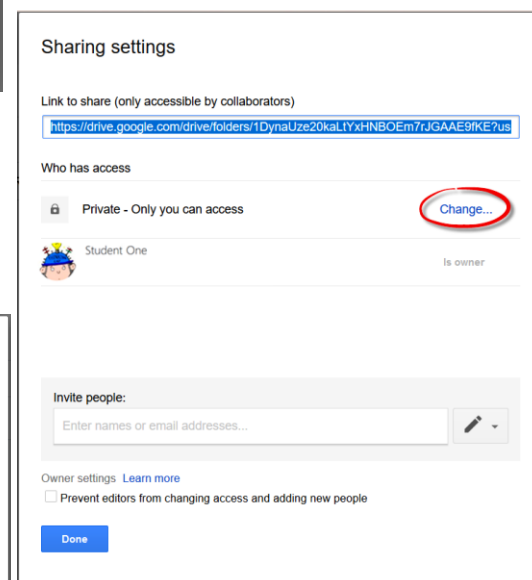 Sharing settings
Link to share (only accessible by collaborators)
https://drive.google.com/drive/folders/1DynaUze20kaLtYxHNBOEm7rJGAAE9fKE?us
Who has access
Private - Only you can access Change...
Student One
Is owner
Invite people:
Enter names or email addresses...
Owner settings Learn more
Prevent editors from changing access and adding new people
Done